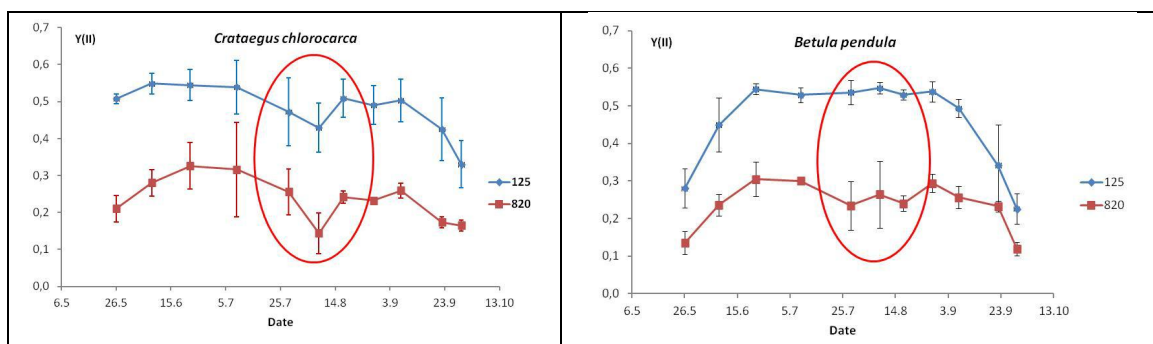 0,7
Y(II)
Crataegus chlorocarca
0,6
0,5
0,4
0,3
0,2
0,1
0,0
125
820
6.5 26.5 15.6 5.7 25.7 14.8 3.9 23.9 13.10
Date
0,7
Y(II)
Betula pendula
0,6
0,5
0,4
0,3
0,2
0,1
0,0
125
820
6.5 26.5 15.6 5.7 25.7 14.8 3.9 23.9 13.10
Date